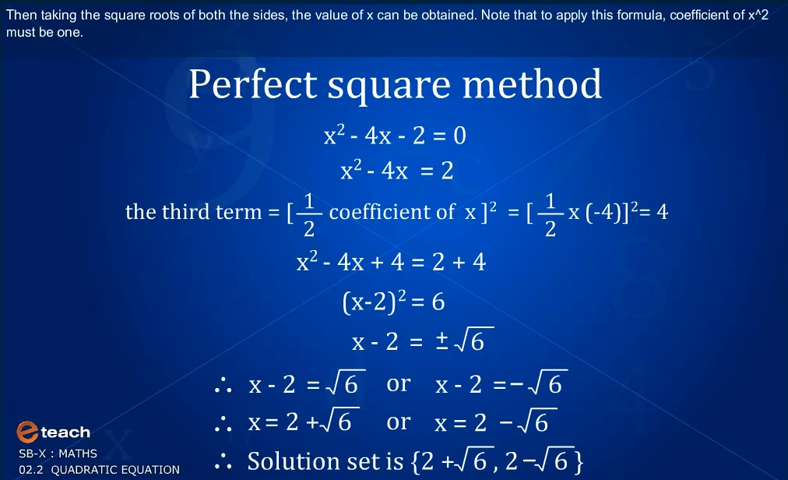 Then taking the square roots of both the sides, the value of x can be obtained. Note that to apply this formula, coefficient of x^2
must be one.
Perfect square method
x² - 4x - 2 = 0
x² - 4x = 2
the third term = [ 1/2 coefficient of x ]² = [ 1/2 x (-4)]² = 4
x² - 4x + 4 = 2 + 4
(x-2)² = 6
x - 2 = ±√6
∴ x - 2 = √6 or x - 2 = -√6
∴ x = 2 + √6 or x = 2 - √6
∴ Solution set is {2 + √6 , 2 - √6}
eteach
SB-X : MATHS
02.2 QUADRATIC EQUATION